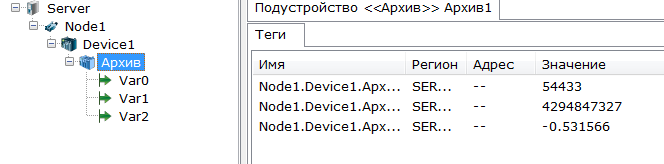 Server
Node1
Device1
Архив
Var0
Var1
Var2
Подустройство <<Архив>> Архив1
Теги
Имя Регион Адрес Значение
Node1.Device1.Арх... SER... -- 54433
Node1.Device1.Арх... SER... -- 4294847327
Node1.Device1.Арх... SER... -- -0.531566